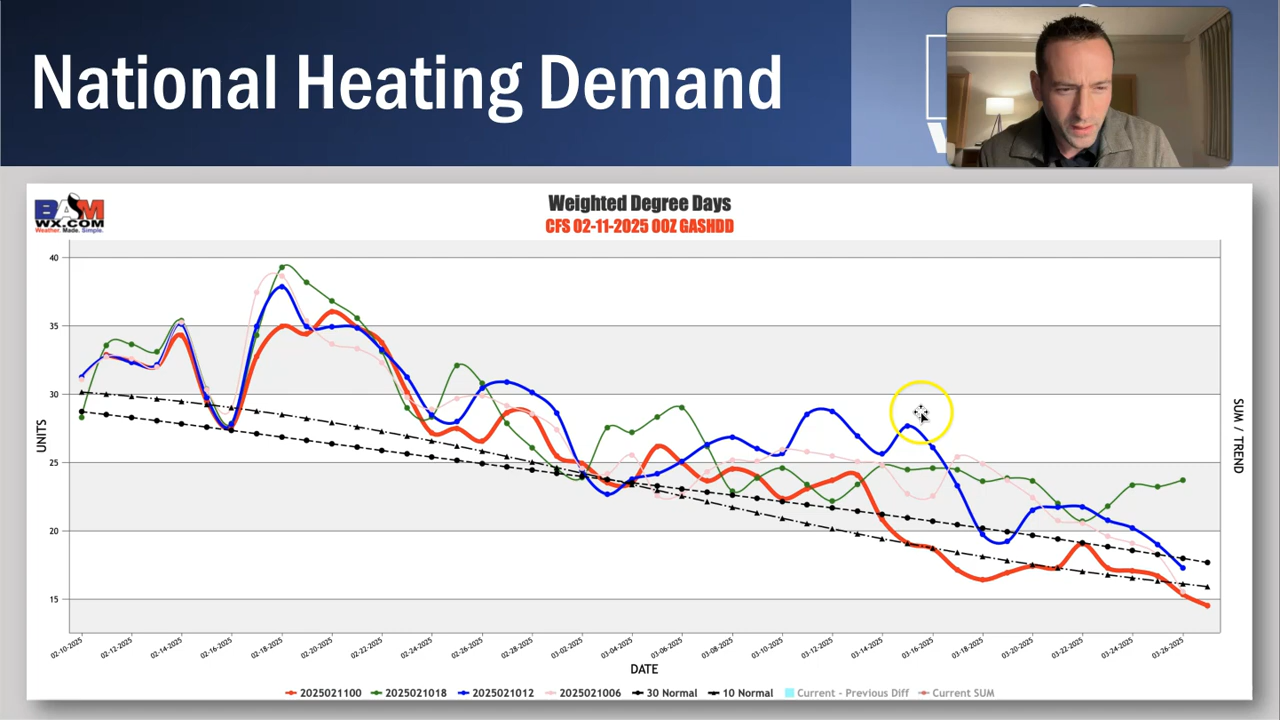 National Heating Demand
BAM
WX.COM
Weather. Made. Simple.
Weighted Degree Days
CFS 02-11-2025 00Z GASHDD
40
35
30
25
20
15
UNITS
SUM / TREND
02-10-2025 02-12-2025 02-14-2025 02-16-2025 02-18-2025 02-20-2025 02-22-2025 02-24-2025 02-26-2025 02-28-2025 03-02-2025 03-04-2025 03-06-2025 03-08-2025 03-10-2025 03-12-2025 03-14-2025 03-16-2025 03-18-2025 03-20-2025 03-22-2025 03-24-2025 03-26-2025
DATE
2025021100 2025021018 2025021012 2025021006 30 Normal 10 Normal Current - Previous Diff Current SUM